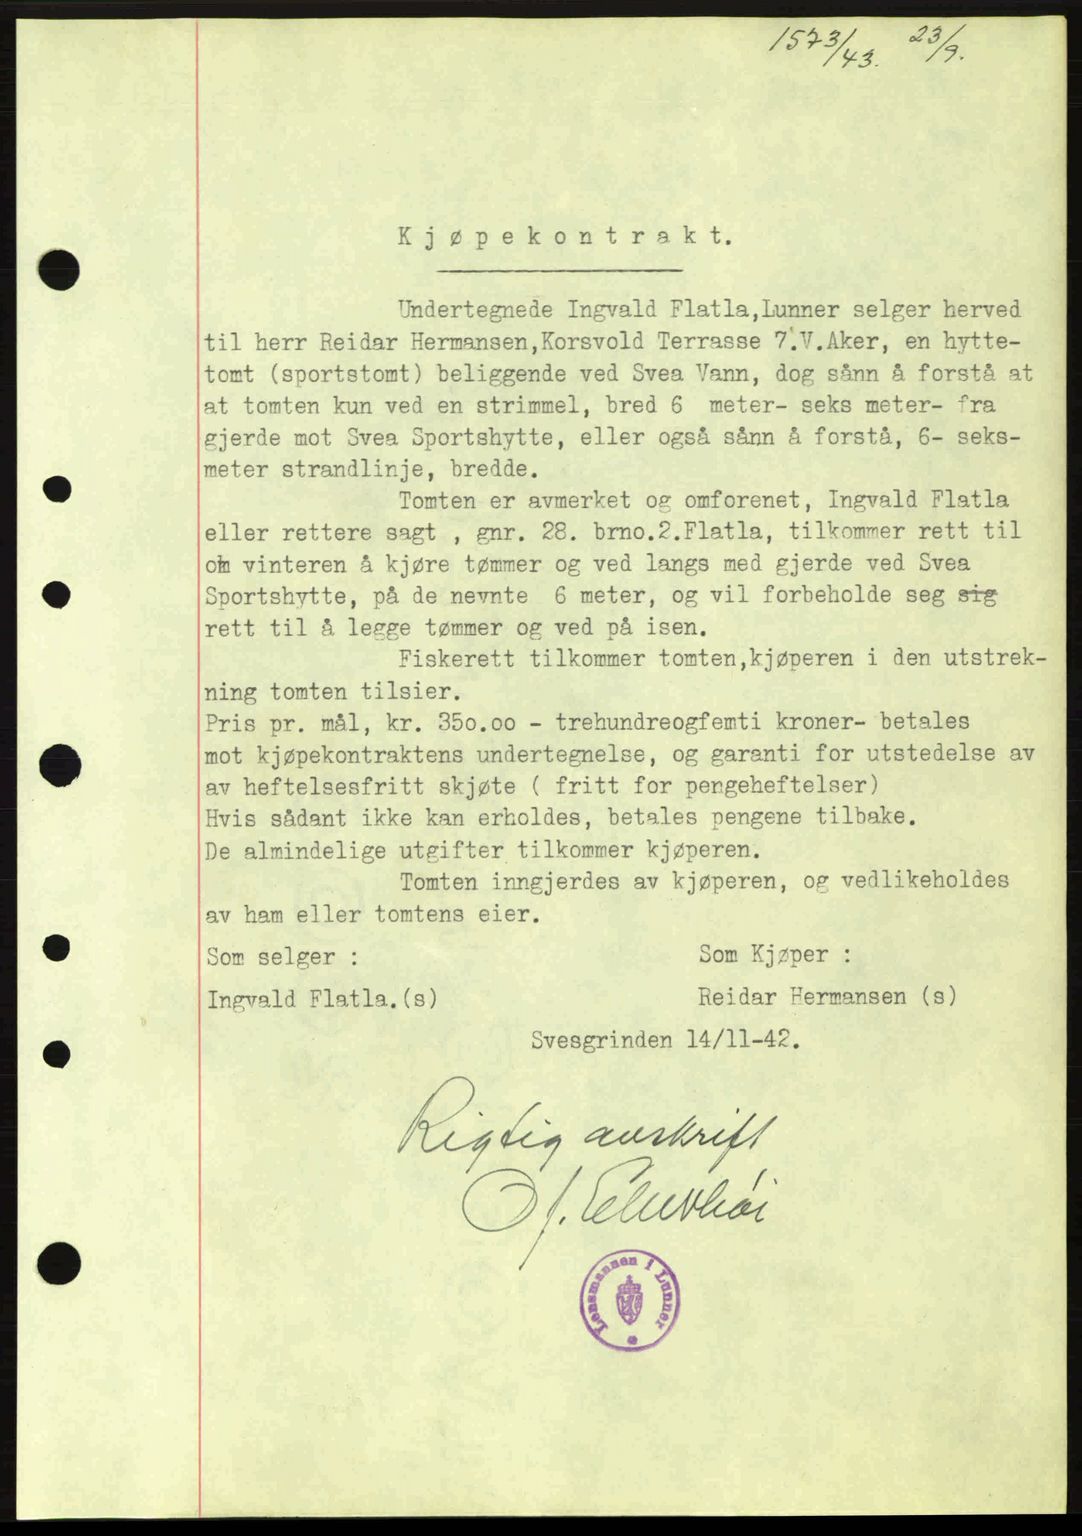 1573/43. 23/9.
Kjøpekontrakt.
Undertegnede Ingvald Flatla,Lunner selger herved
til herr Reidar Hermansen,Korsvold Terrasse 7.V.Aker, en hytte-
tomt (sportstomt) beliggende ved Svea Vann, dog sånn å forstå at
at tomten kun ved en strimmel, bred 6 meter- seks meter- fra
gjerde mot Svea Sportshytte, eller også sånn å forstå, 6- seks-
meter strandlinje, bredde.
Tomten er avmerket og omforenet, Ingvald Flatla
eller rettere sagt , gnr. 28. brno.2.Flatla, tilkommer rett til
om vinteren å kjøre tømmer og ved langs med gjerde ved Svea
Sportshytte, på de nevnte 6 meter, og vil forbeholde seg sig
rett til å legge tømmer og ved på isen.
Fiskerett tilkommer tomten,kjøperen i den utstrek-
ning tomten tilsier.
Pris pr. mål, kr. 350.00 - trehundreogfemti kroner- betales
mot kjøpekontraktens undertegnelse, og garanti for utstedelse av
av heftelsesfritt skjøte ( fritt for pengeheftelser)
Hvis sådant ikke kan erholdes, betales pengene tilbake.
De almindelige utgifter tilkommer kjøperen.
Tomten inngjerdes av kjøperen, og vedlikeholdes
av ham eller tomtens eier.
Som selger : Som Kjøper :
Ingvald Flatla.(s) Reidar Hermansen (s)
Svesgrinden 14/11-42.
Rigtig avskrift
Lensmannen i Lunner